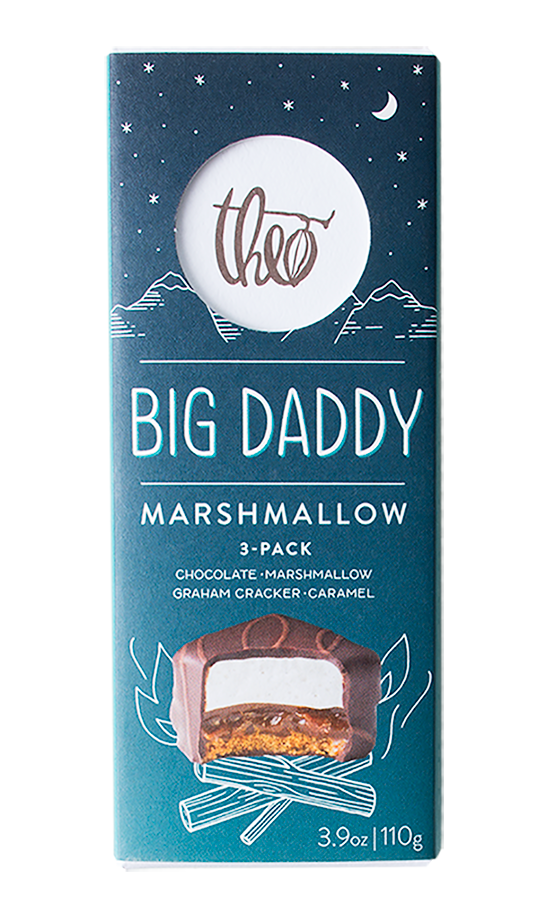 theo
BIG DADDY
MARSHMALLOW
3-PACK
CHOCOLATE · MARSHMALLOW
GRAHAM CRACKER · CARAMEL
3.9oz | 110g